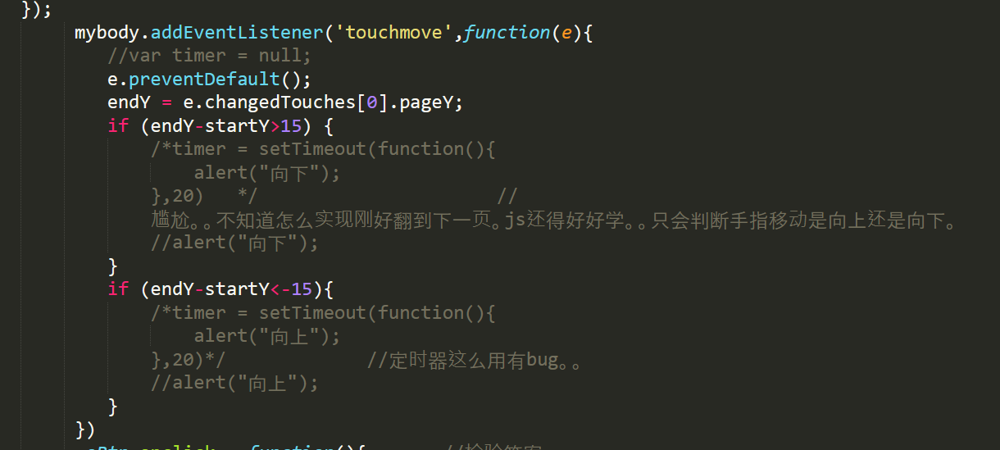 });
mybody.addEventListener('touchmove',function(e){
//var timer = null;
e.preventDefault();
endY = e.changedTouches[0].pageY;
if (endY-startY>15) {
/*timer = setTimeout(function(){
alert("向下");
},20)   */                      //
尴尬。。不知道怎么实现刚好翻到下一页。js还得好好学。。只会判断手指移动是向上还是向下。
//alert("向下");
}
if (endY-startY<-15){
/*timer = setTimeout(function(){
alert("向上");
},20)*/             //定时器这么用有bug。。
//alert("向上");
}
})